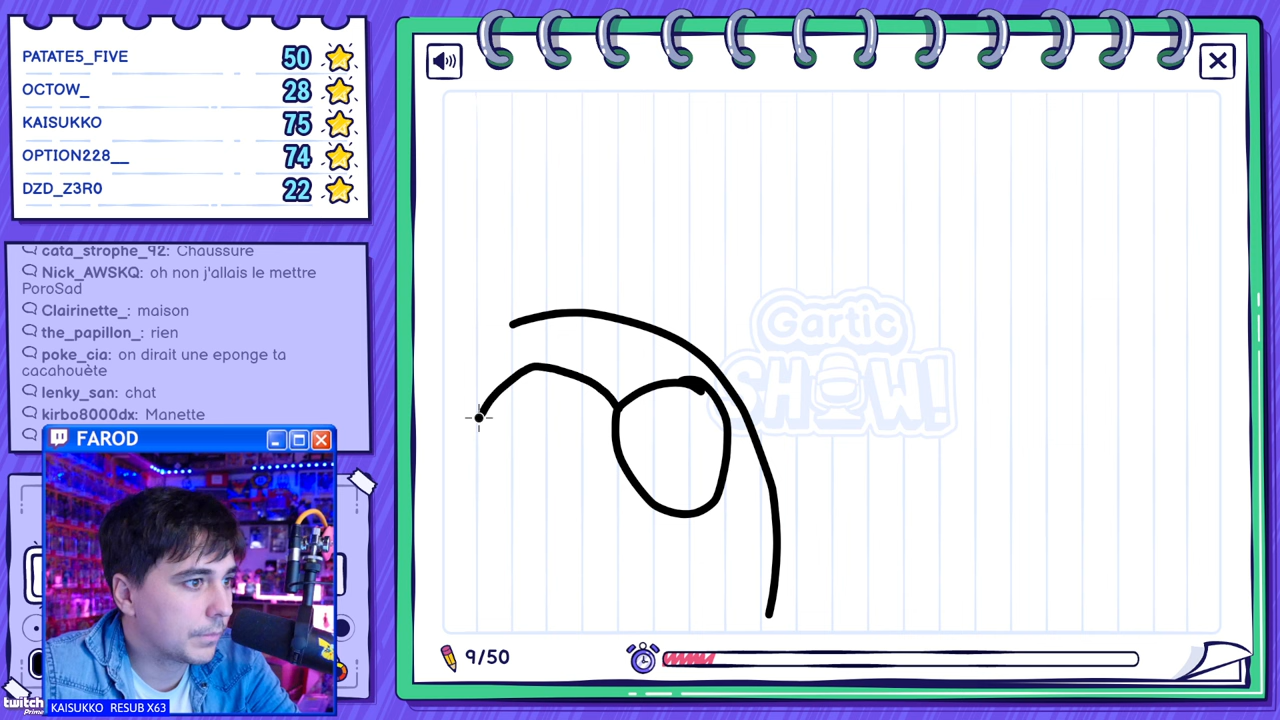 PATATE5_FIVE 50
OCTOW_ 28
KAISUKKO 75
OPTION228__ 74
DZD_Z3R0 22
cata_strophe_92: Chaussure
Nick_AWSKQ: oh non j'allais le mettre
PoroSad
Clairinette_: maison
the_papillon_: rien
poke_cia: on dirait une eponge ta
cacahouète
lenky_san: chat
kirbo8000dx: Manette
FAROD
twitch
Prime
KAISUKKO RESUB X63
Gartic
SHOW!
9/50